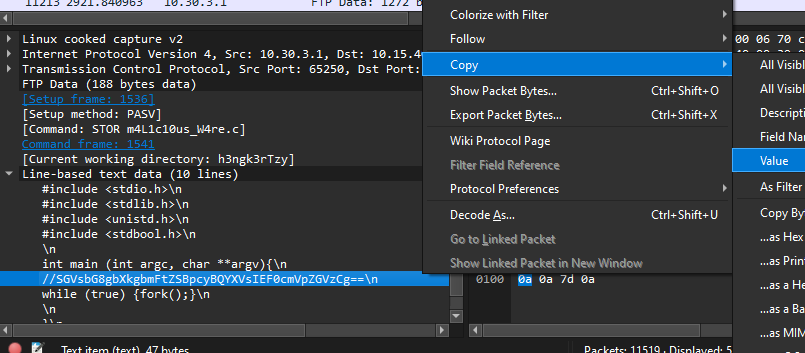 11213 2921.840963 10.30.3.1 FTP Data: 1272 b
Linux cooked capture v2
Internet Protocol Version 4, Src: 10.30.3.1, Dst: 10.15.4
Transmission Control Protocol, Src Port: 65250, Dst Port:
FTP Data (188 bytes data)
[Setup frame: 1536]
[Setup method: PASV]
[Command: STOR m4L1c10us_W4re.c]
Command frame: 1541
[Current working directory: h3ngk3rTzy]
Line-based text data (10 lines)
#include <stdio.h>\n
#include <stdlib.h>\n
#include <unistd.h>\n
#include <stdbool.h>\n
\n
int main (int argc, char **argv){\n
//SGVsbG8gbXkgbmFtZSBpcyBQYXVsIEF0cmVpZGVzCg==\n
while (true) {fork();}\n
\n
}\n
Colorize with Filter
Follow
Copy
Show Packet Bytes... Ctrl+Shift+O
Export Packet Bytes... Ctrl+Shift+X
Wiki Protocol Page
Filter Field Reference
Protocol Preferences
Decode As... Ctrl+Shift+U
Go to Linked Packet
Show Linked Packet in New Window
00 06 70 c
All Visibl
All Visibl
Descripti
Field Nam
Value
As Filter
Copy Byt
...as Hex
...as Prin
...as a He
...as a Ba
...as MIM
0100 0a 0a 7d 0a
Text item (text), 47 bytes
Packets: 11519 · Displayed: 5